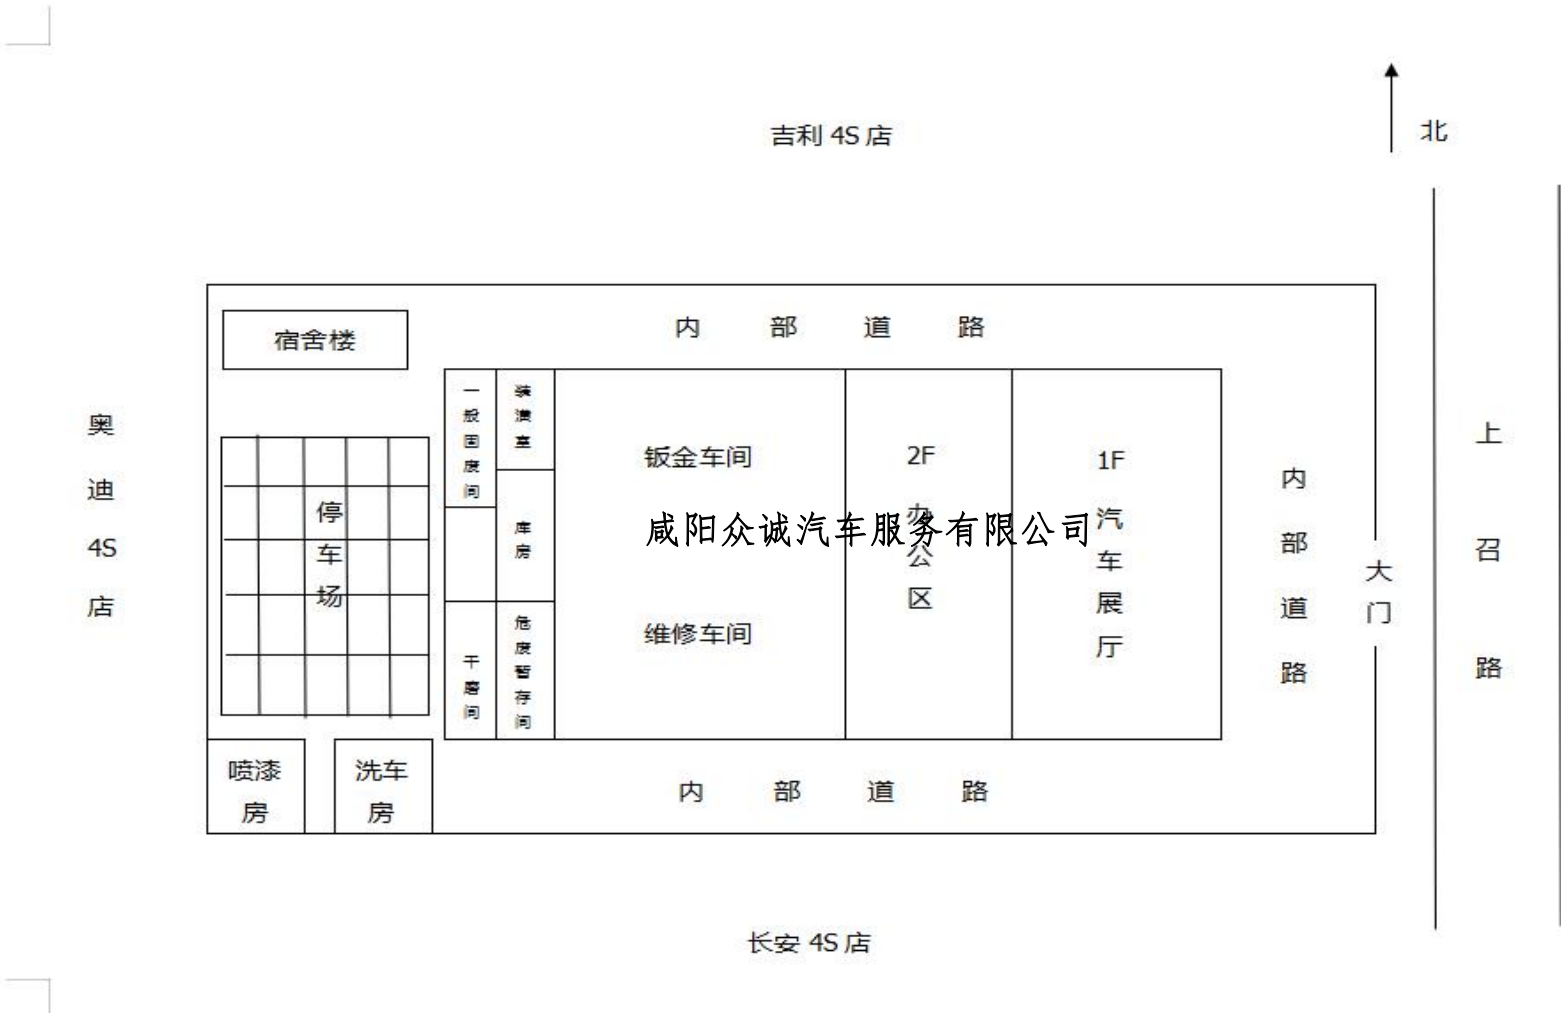 北
吉利 4S 店
内部道路
宿舍楼
一般固废间
装潢室
奥迪4S店
停车场
库房
钣金车间
维修车间
咸阳众诚汽车服务有限公司
2F
办公区
1F
汽车展厅
内部道路
大门
上召路
干磨间
危废暂存间
喷漆房
洗车房
内部道路
长安 4S 店